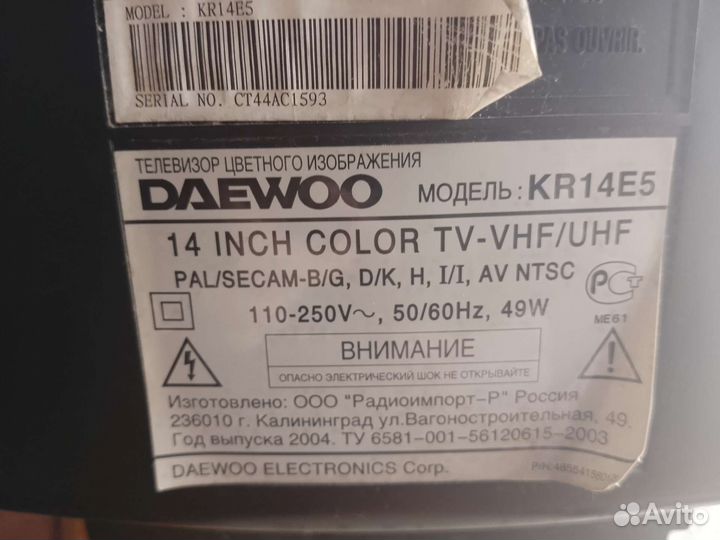 MODEL : KR14E5
SERIAL NO. CT44AC1593
PAS OUVRIR.
ТЕЛЕВИЗОР ЦВЕТНОГО ИЗОБРАЖЕНИЯ
DAEWOO МОДЕЛЬ : KR14E5
14 INCH COLOR TV-VHF/UHF
PAL/SECAM-B/G, D/K, H, I/I, AV NTSC
110-250V~, 50/60Hz, 49W
МЕ61
ВНИМАНИЕ
ОПАСНО ЭЛЕКТРИЧЕСКИЙ ШОК НЕ ОТКРЫВАЙТЕ
Изготовлено: ООО "Радиоимпорт-Р" Россия
236010 г. Калининград ул.Вагоностроительная, 49.
Год выпуска 2004. ТУ 6581-001-56120615-2003
DAEWOO ELECTRONICS Corp. P/N:
Avito